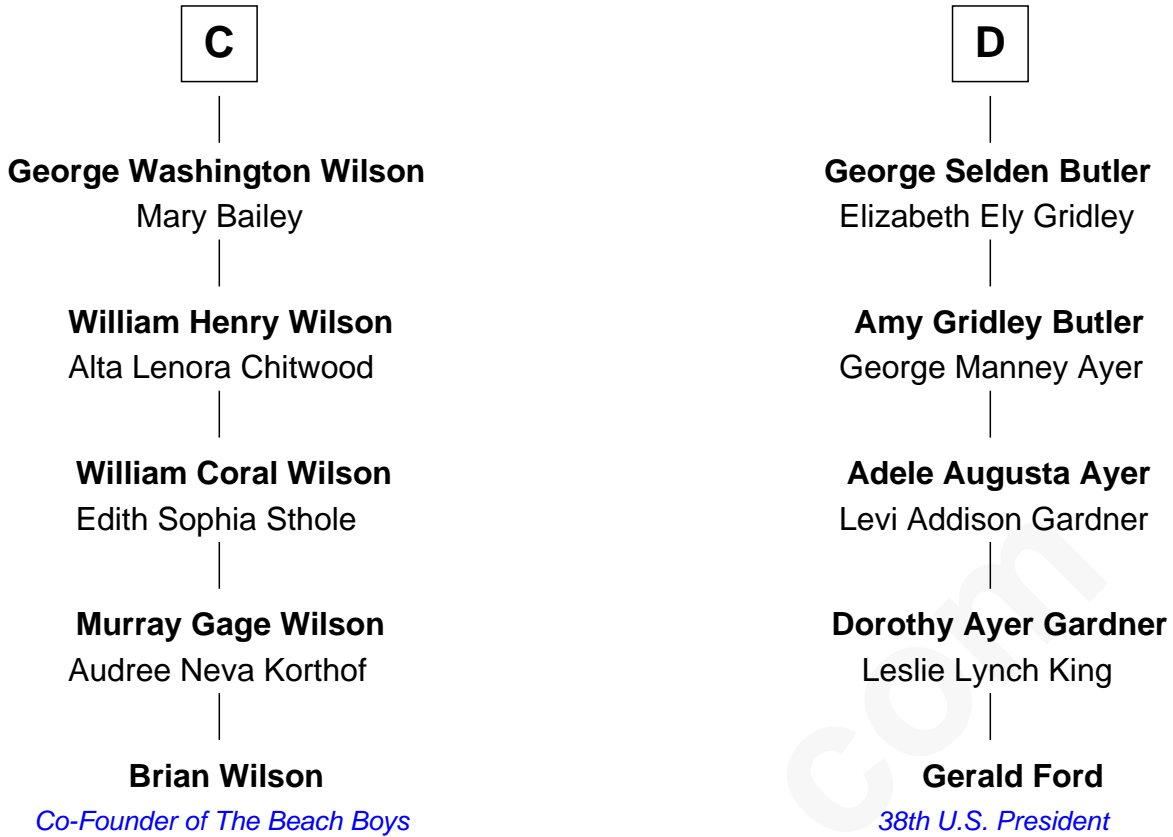 C
George Washington Wilson
Mary Bailey
William Henry Wilson
Alta Lenora Chitwood
William Coral Wilson
Edith Sophia Sthole
Murray Gage Wilson
Audree Neva Korthof
Brian Wilson
Co-Founder of The Beach Boys
D
George Selden Butler
Elizabeth Ely Gridley
Amy Gridley Butler
George Manney Ayer
Adele Augusta Ayer
Levi Addison Gardner
Dorothy Ayer Gardner
Leslie Lynch King
Gerald Ford
38th U.S. President
com